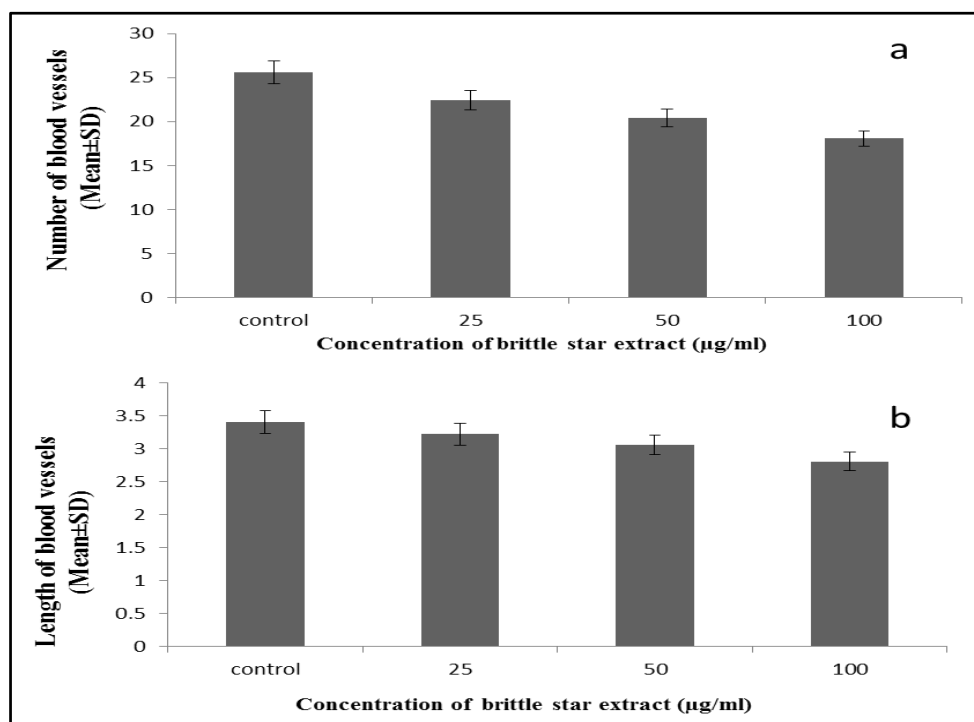 a
Number of blood vessels
(Mean±SD)
30
25
20
15
10
5
0
control 25 50 100
Concentration of brittle star extract (µg/ml)
b
Length of blood vessels
(Mean±SD)
4
3.5
3
2.5
2
1.5
1
0.5
0
control 25 50 100
Concentration of brittle star extract (µg/ml)